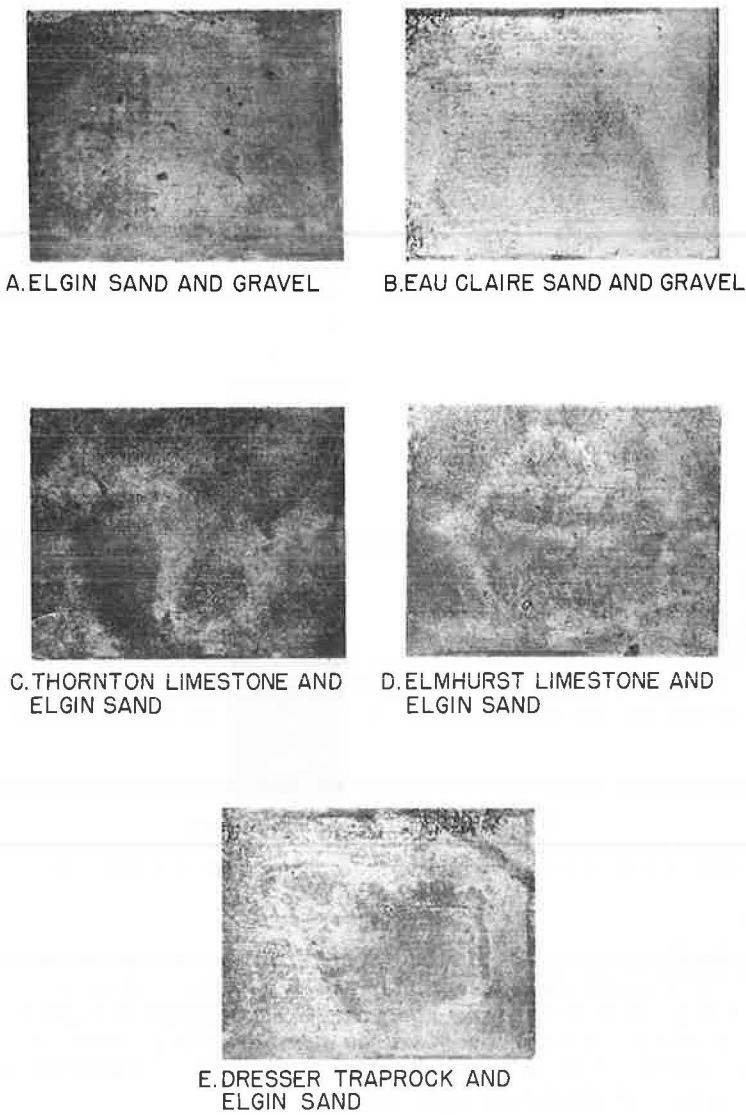 A. ELGIN SAND AND GRAVEL
B. EAU CLAIRE SAND AND GRAVEL
C. THORNTON LIMESTONE AND
ELGIN SAND
D. ELMHURST LIMESTONE AND
ELGIN SAND
E. DRESSER TRAPROCK AND
ELGIN SAND